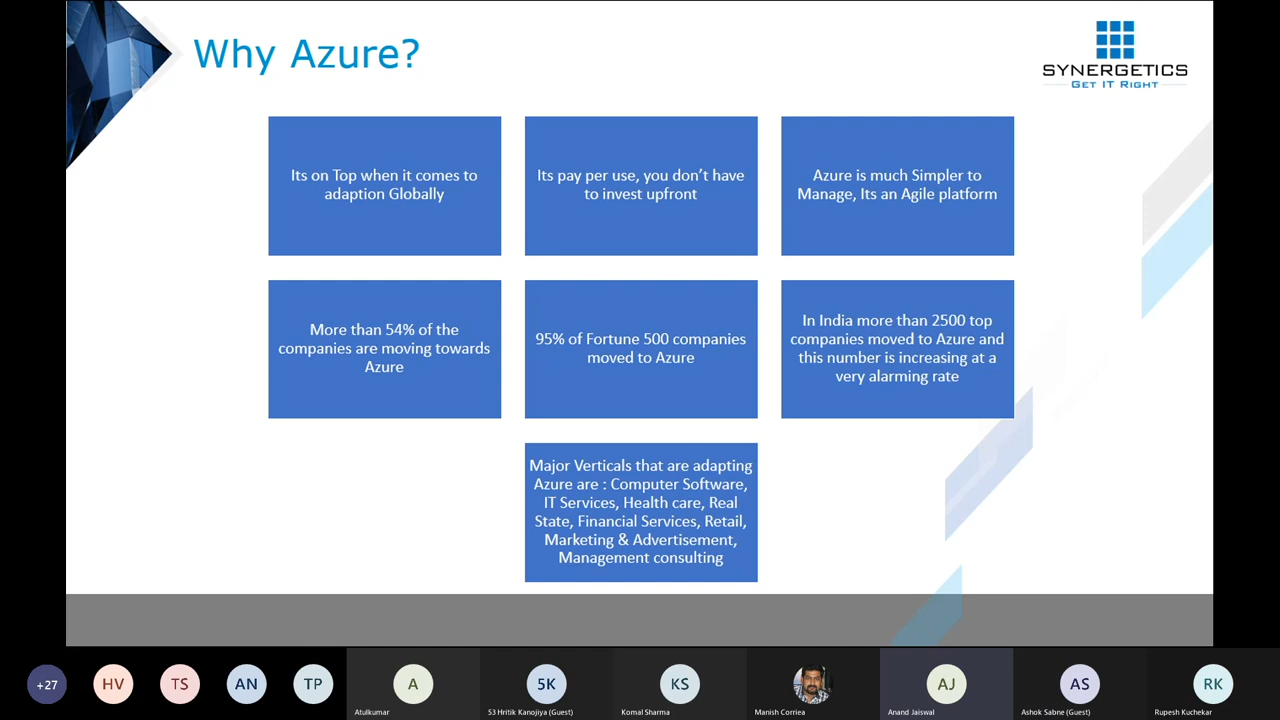 Why Azure?
SYNERGETICS
GET IT RIGHT
Its on Top when it comes to
adaption Globally
Its pay per use, you don't have
to invest upfront
Azure is much Simpler to
Manage, Its an Agile platform
More than 54% of the
companies are moving towards
Azure
95% of Fortune 500 companies
moved to Azure
In India more than 2500 top
companies moved to Azure and
this number is increasing at a
very alarming rate
Major Verticals that are adapting
Azure are : Computer Software,
IT Services, Health care, Real
State, Financial Services, Retail,
Marketing & Advertisement,
Management consulting
+27
HV
TS
AN
TP
A
Atulkumar
5K
53 Hritik Kanojiya (Guest)
KS
Komal Sharma
Manish Corriea
AJ
Anand Jaiswal
AS
Ashok Sabne (Guest)
RK
Rupesh Kuchekar